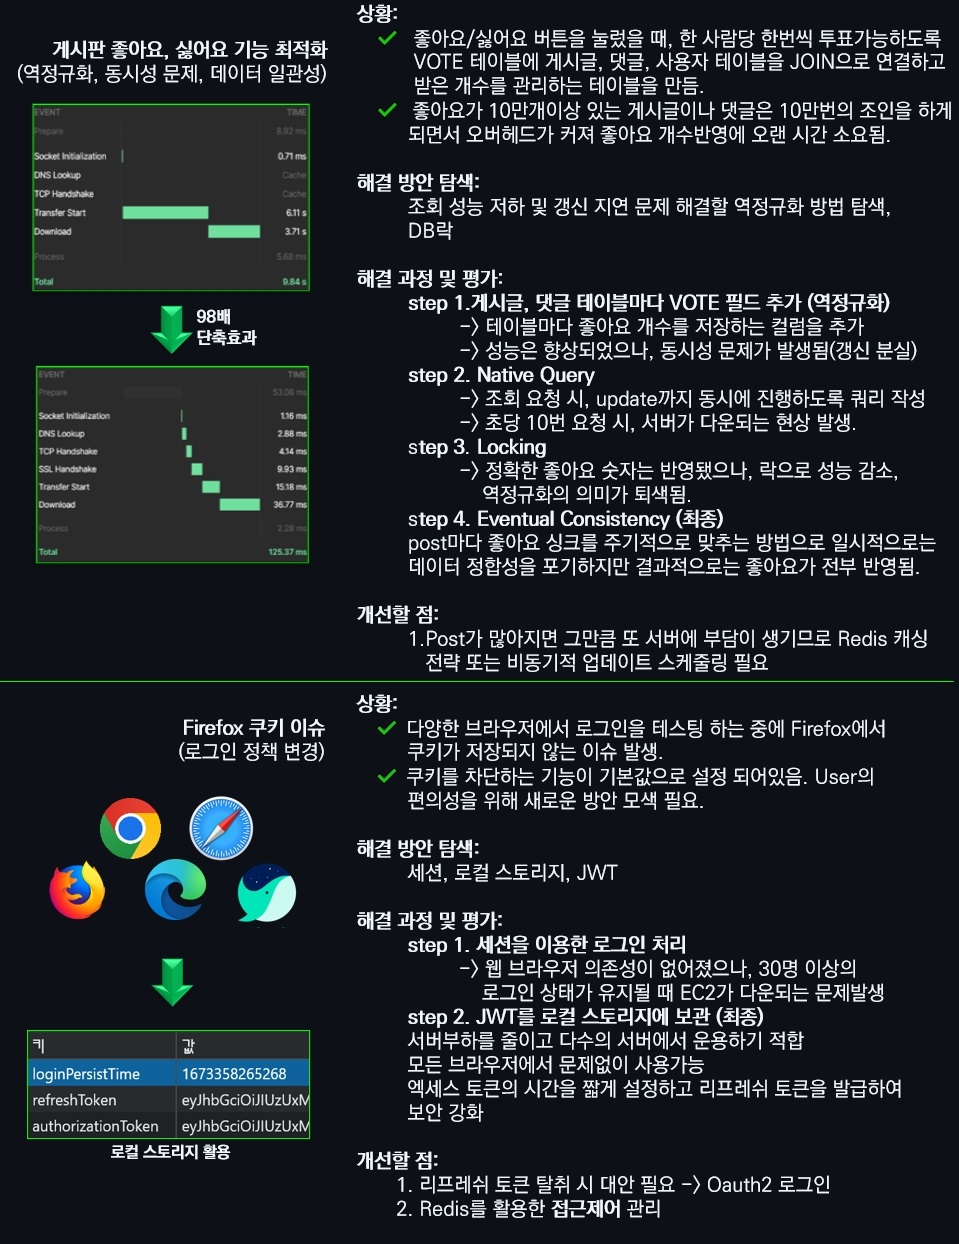 게시판 좋아요, 싫어요 기능 최적화
(역정규화, 동시성 문제, 데이터 일관성)
EVENT TIME
Prepare 8.92 ms
Socket Initialization 0.71 ms
DNS Lookup Cache
TCP Handshake Cache
Transfer Start 6.11 s
Download 3.71 s
Process 5.68 ms
Total 9.84 s
98배
단축효과
EVENT TIME
Prepare 53.08 ms
Socket Initialization 1.16 ms
DNS Lookup 2.88 ms
TCP Handshake 4.14 ms
SSL Handshake 9.93 ms
Transfer Start 15.18 ms
Download 36.77 ms
Process 2.28 ms
Total 125.37 ms
상황:
좋아요/싫어요 버튼을 눌렀을 때, 한 사람당 한번씩 투표가능하도록
VOTE 테이블에 게시글, 댓글, 사용자 테이블을 JOIN으로 연결하고
받은 개수를 관리하는 테이블을 만듬.
좋아요가 10만개이상 있는 게시글이나 댓글은 10만번의 조인을 하게
되면서 오버헤드가 커져 좋아요 개수반영에 오랜 시간 소요됨.
해결 방안 탐색:
조회 성능 저하 및 갱신 지연 문제 해결할 역정규화 방법 탐색,
DB락
해결 과정 및 평가:
step 1.게시글, 댓글 테이블마다 VOTE 필드 추가 (역정규화)
-> 테이블마다 좋아요 개수를 저장하는 컬럼을 추가
-> 성능은 향상되었으나, 동시성 문제가 발생됨(갱신 분실)
step 2. Native Query
-> 조회 요청 시, update까지 동시에 진행하도록 쿼리 작성
-> 초당 10번 요청 시, 서버가 다운되는 현상 발생.
step 3. Locking
-> 정확한 좋아요 숫자는 반영됐으나, 락으로 성능 감소,
역정규화의 의미가 퇴색됨.
step 4. Eventual Consistency (최종)
post마다 좋아요 싱크를 주기적으로 맞추는 방법으로 일시적으로는
데이터 정합성을 포기하지만 결과적으로는 좋아요가 전부 반영됨.
개선할 점:
1.Post가 많아지면 그만큼 또 서버에 부담이 생기므로 Redis 캐싱
전략 또는 비동기적 업데이트 스케줄링 필요
Firefox 쿠키 이슈
(로그인 정책 변경)
키 값
loginPersistTime 1673358265268
refreshToken eyJhbGciOiJIUzUxM
authorizationToken eyJhbGciOiJIUzUxM
로컬 스토리지 활용
상황:
다양한 브라우저에서 로그인을 테스팅 하는 중에 Firefox에서
쿠키가 저장되지 않는 이슈 발생.
쿠키를 차단하는 기능이 기본값으로 설정 되어있음. User의
편의성을 위해 새로운 방안 모색 필요.
해결 방안 탐색:
세션, 로컬 스토리지, JWT
해결 과정 및 평가:
step 1. 세션을 이용한 로그인 처리
-> 웹 브라우저 의존성이 없어졌으나, 30명 이상의
로그인 상태가 유지될 때 EC2가 다운되는 문제발생
step 2. JWT를 로컬 스토리지에 보관 (최종)
서버부하를 줄이고 다수의 서버에서 운용하기 적합
모든 브라우저에서 문제없이 사용가능
엑세스 토큰의 시간을 짧게 설정하고 리프레쉬 토큰을 발급하여
보안 강화
개선할 점:
1. 리프레쉬 토큰 탈취 시 대안 필요 -> Oauth2 로그인
2. Redis를 활용한 접근제어 관리